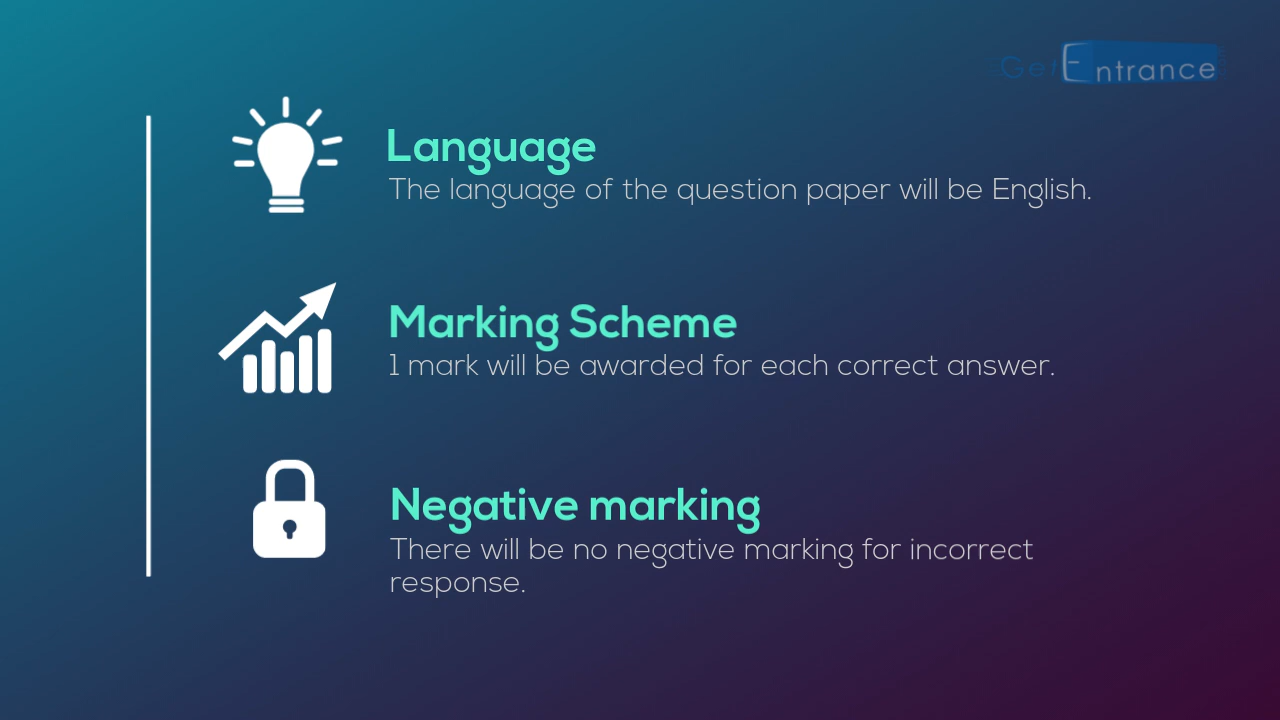 GetEntrance
Language
The language of the question paper will be English.
Marking Scheme
1 mark will be awarded for each correct answer.
Negative marking
There will be no negative marking for incorrect
response.